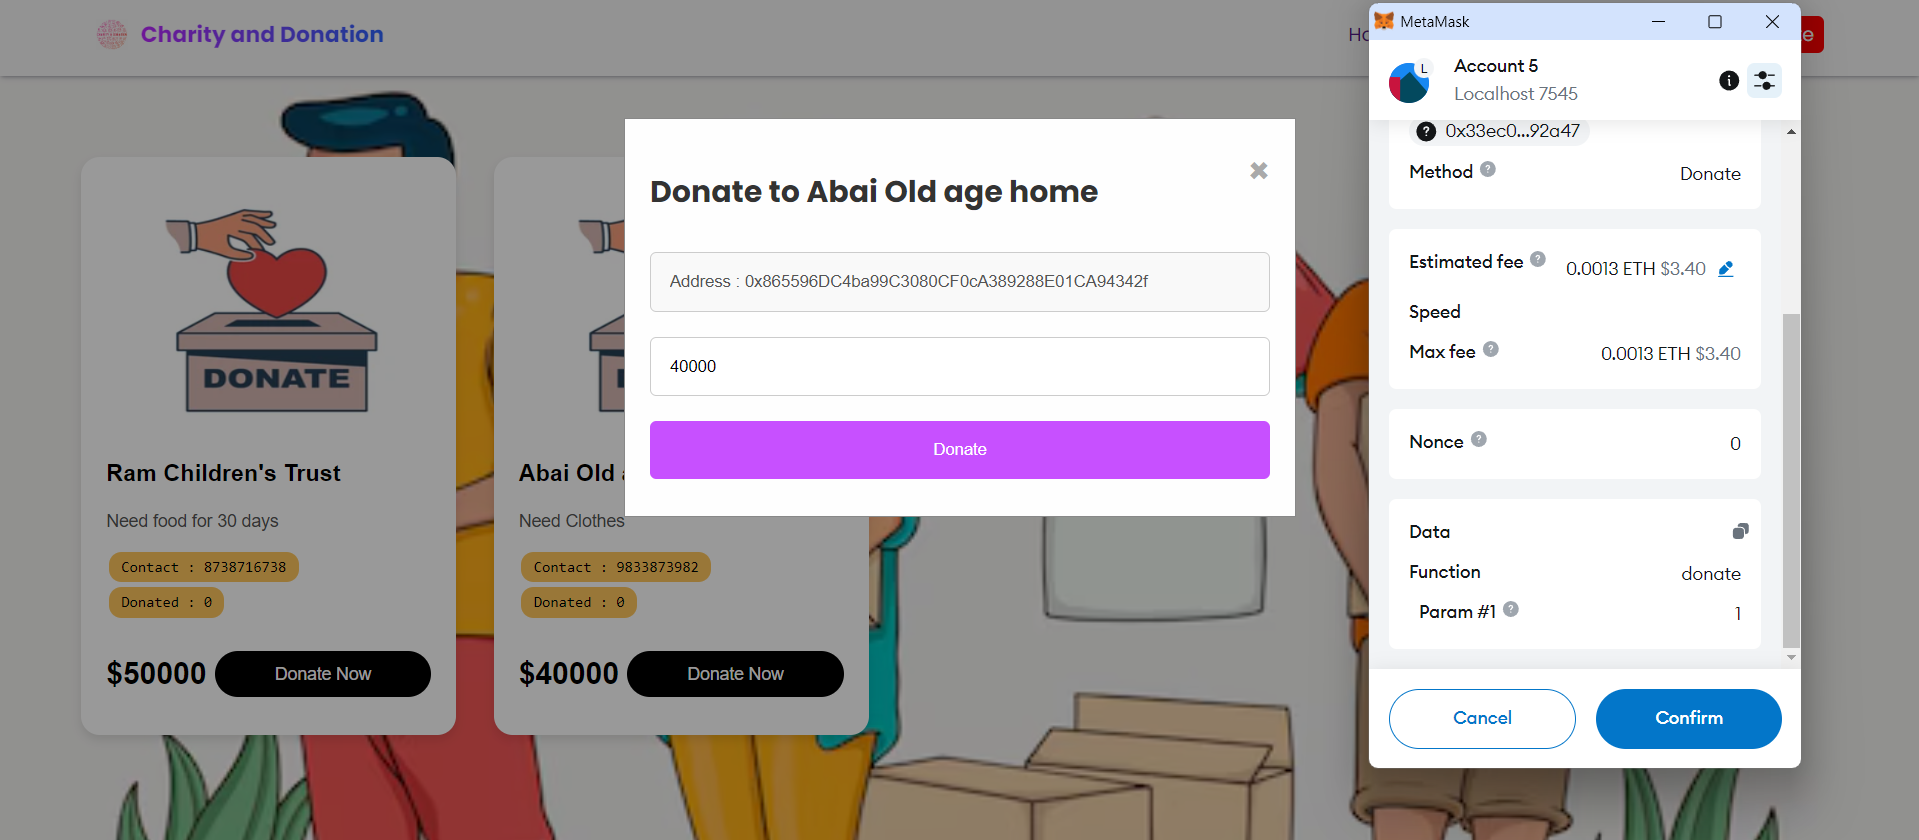 Charity and Donation
Ho
e
DONATE
Ram Children's Trust
Need food for 30 days
Contact : 8738716738
Donated : 0
$50000
Donate Now
Abai Old
Need Clothes
Contact : 9833873982
Donated : 0
$40000
Donate Now
Donate to Abai Old age home
✖
Address : 0x865596DC4ba99C3080CF0cA389288E01CA94342f
40000
Donate
MetaMask
L
Account 5
Localhost 7545
0x33ec0...92a47
Method
Donate
Estimated fee
0.0013 ETH $3.40
Speed
Max fee
0.0013 ETH $3.40
Nonce
0
Data
Function
donate
Param #1
1
Cancel
Confirm